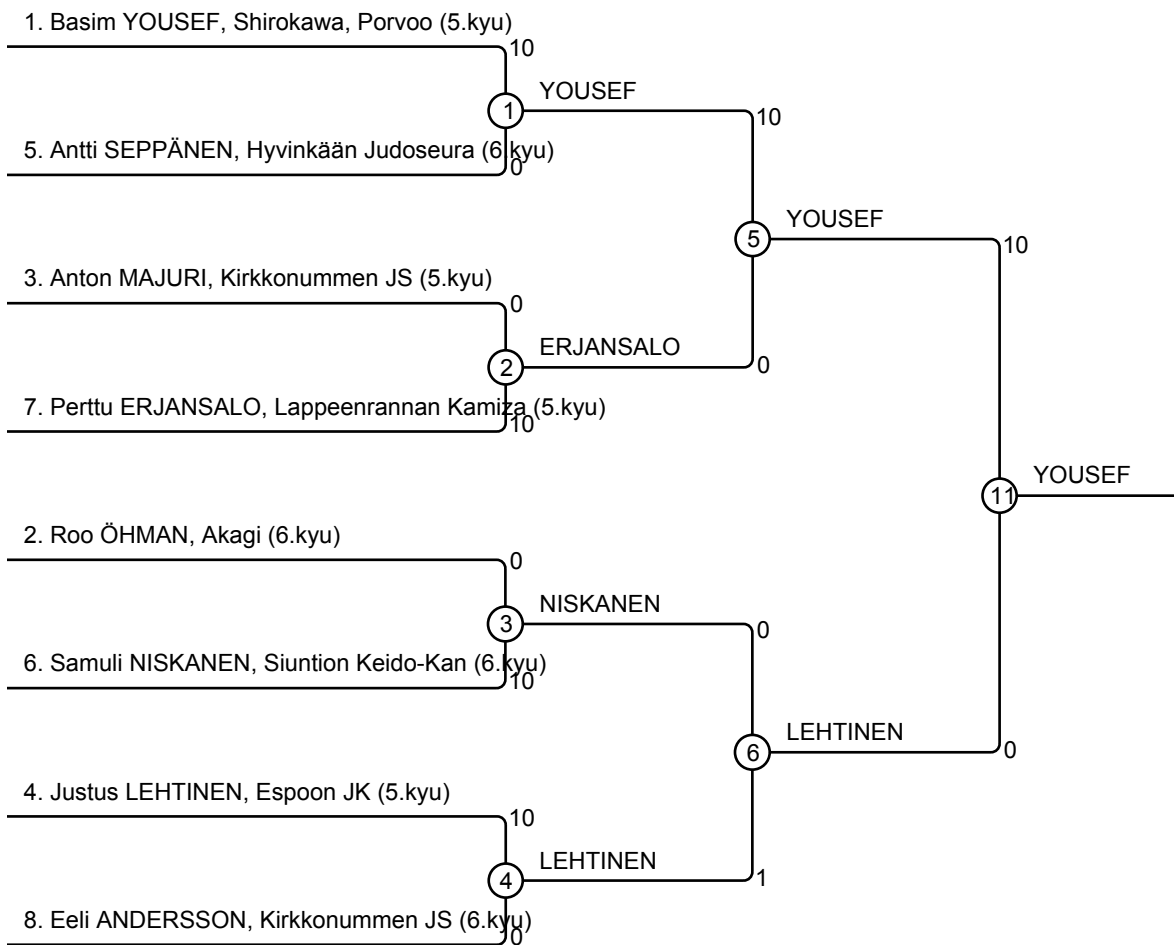 1. Basim YOUSEF, Shirokawa, Porvoo (5.kyu)
10
1
YOUSEF
10
5. Antti SEPPÄNEN, Hyvinkään Judoseura (6.kyu)
0
5
YOUSEF
10
3. Anton MAJURI, Kirkkonummen JS (5.kyu)
0
2
ERJANSALO
0
7. Perttu ERJANSALO, Lappeenrannan Kamiza (5.kyu)
10
11
YOUSEF
2. Roo ÖHMAN, Akagi (6.kyu)
0
3
NISKANEN
0
6. Samuli NISKANEN, Siuntion Keido-Kan (6.kyu)
10
6
LEHTINEN
0
4. Justus LEHTINEN, Espoon JK (5.kyu)
10
4
LEHTINEN
1
8. Eeli ANDERSSON, Kirkkonummen JS (6.kyu)
0